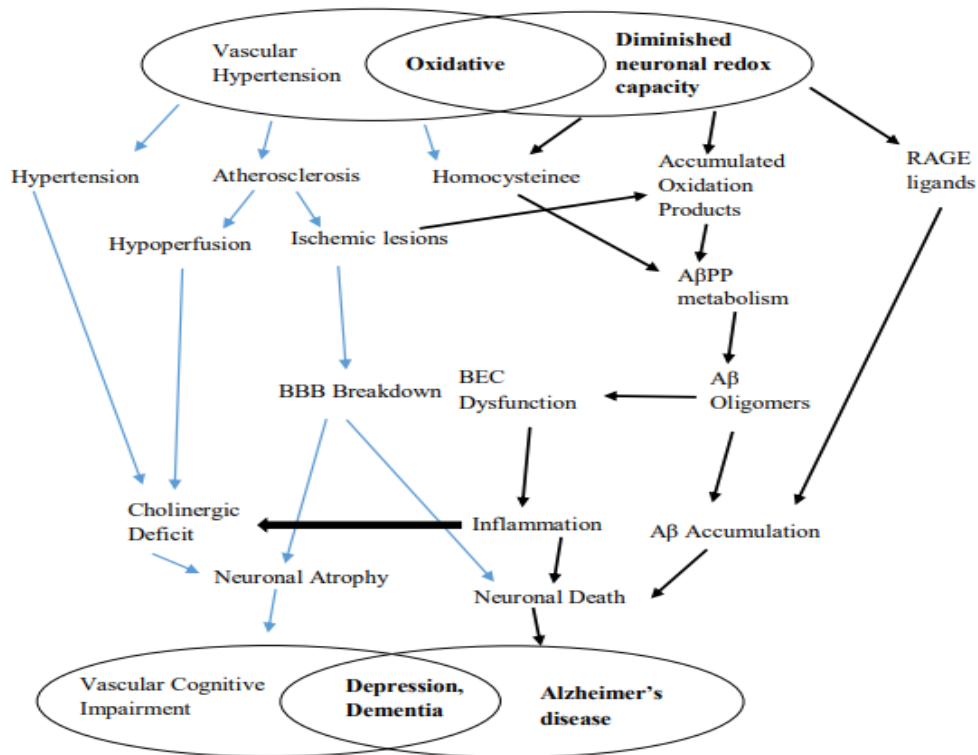 Vascular
Hypertension
Oxidative
Diminished
neuronal redox
capacity
Hypertension
Atherosclerosis
Homocysteinee
Accumulated
Oxidation
Products
RAGE
ligands
Hypoperfusion
Ischemic lesions
AβPP
metabolism
BBB Breakdown
BEC
Dysfunction
Aβ
Oligomers
Cholinergic
Deficit
Inflammation
Aβ Accumulation
Neuronal Atrophy
Neuronal Death
Vascular Cognitive
Impairment
Depression,
Dementia
Alzheimer’s
disease